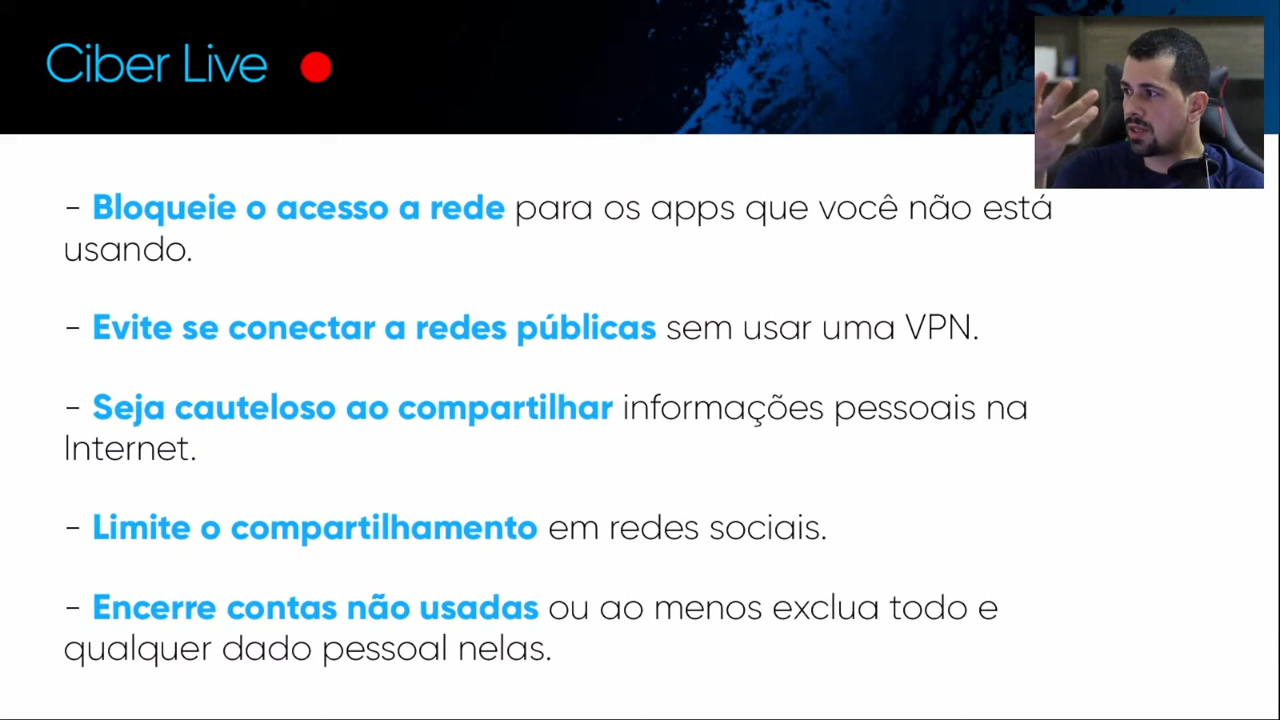 Ciber Live
- Bloqueie o acesso a rede para os apps que você não está
usando.
- Evite se conectar a redes públicas sem usar uma VPN.
- Seja cauteloso ao compartilhar informações pessoais na
Internet.
- Limite o compartilhamento em redes sociais.
- Encerre contas não usadas ou ao menos exclua todo e
qualquer dado pessoal nelas.